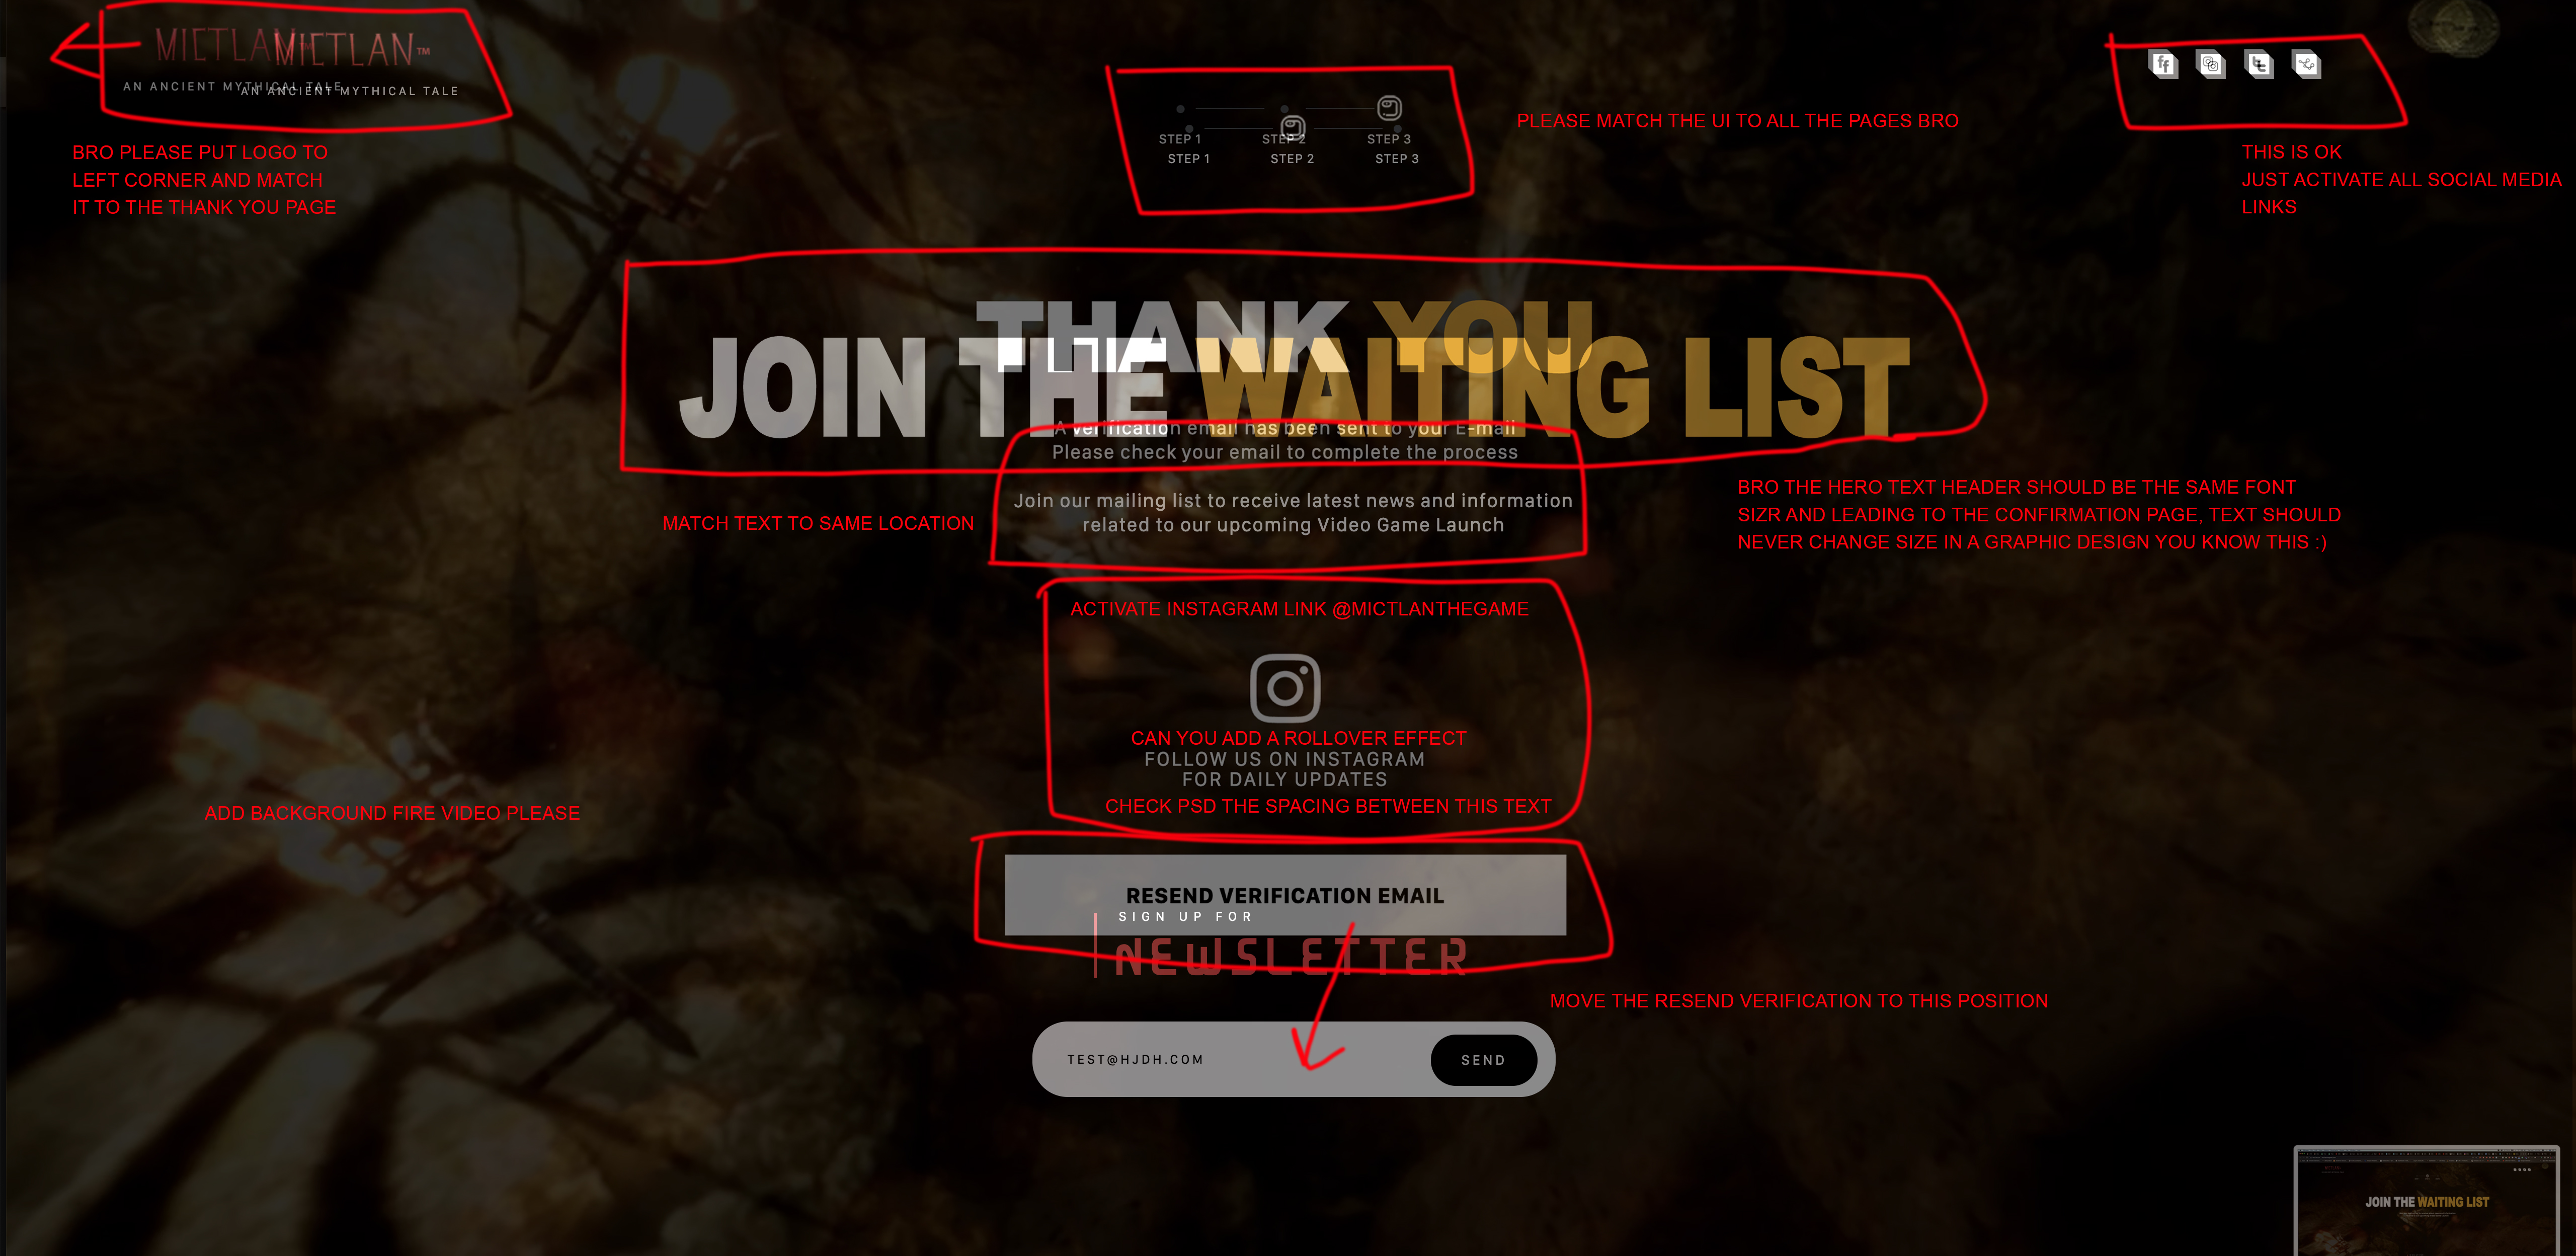 MICTLAN
MICTLAN™
AN ANCIENT MYTHICAL TALE
AN ANCIENT MYTHICAL TALE
BRO PLEASE PUT LOGO TO
LEFT CORNER AND MATCH
IT TO THE THANK YOU PAGE
STEP 1 STEP 2 STEP 3
STEP 1 STEP 2 STEP 3
PLEASE MATCH THE UI TO ALL THE PAGES BRO
THIS IS OK
JUST ACTIVATE ALL SOCIAL MEDIA
LINKS
THANK YOU
JOIN THE WAITING LIST
A verification email has been sent to your E-mail
Please check your email to complete the process
Join our mailing list to receive latest news and information
related to our upcoming Video Game Launch
MATCH TEXT TO SAME LOCATION
BRO THE HERO TEXT HEADER SHOULD BE THE SAME FONT
SIZR AND LEADING TO THE CONFIRMATION PAGE, TEXT SHOULD
NEVER CHANGE SIZE IN A GRAPHIC DESIGN YOU KNOW THIS :)
ACTIVATE INSTAGRAM LINK @MICTLANTHEGAME
CAN YOU ADD A ROLLOVER EFFECT
FOLLOW US ON INSTAGRAM
FOR DAILY UPDATES
CHECK PSD THE SPACING BETWEEN THIS TEXT
ADD BACKGROUND FIRE VIDEO PLEASE
RESEND VERIFICATION EMAIL
SIGN UP FOR
NEWSLETTER
MOVE THE RESEND VERIFICATION TO THIS POSITION
TEST@HJDH.COM
SEND
JOIN THE WAITING LIST